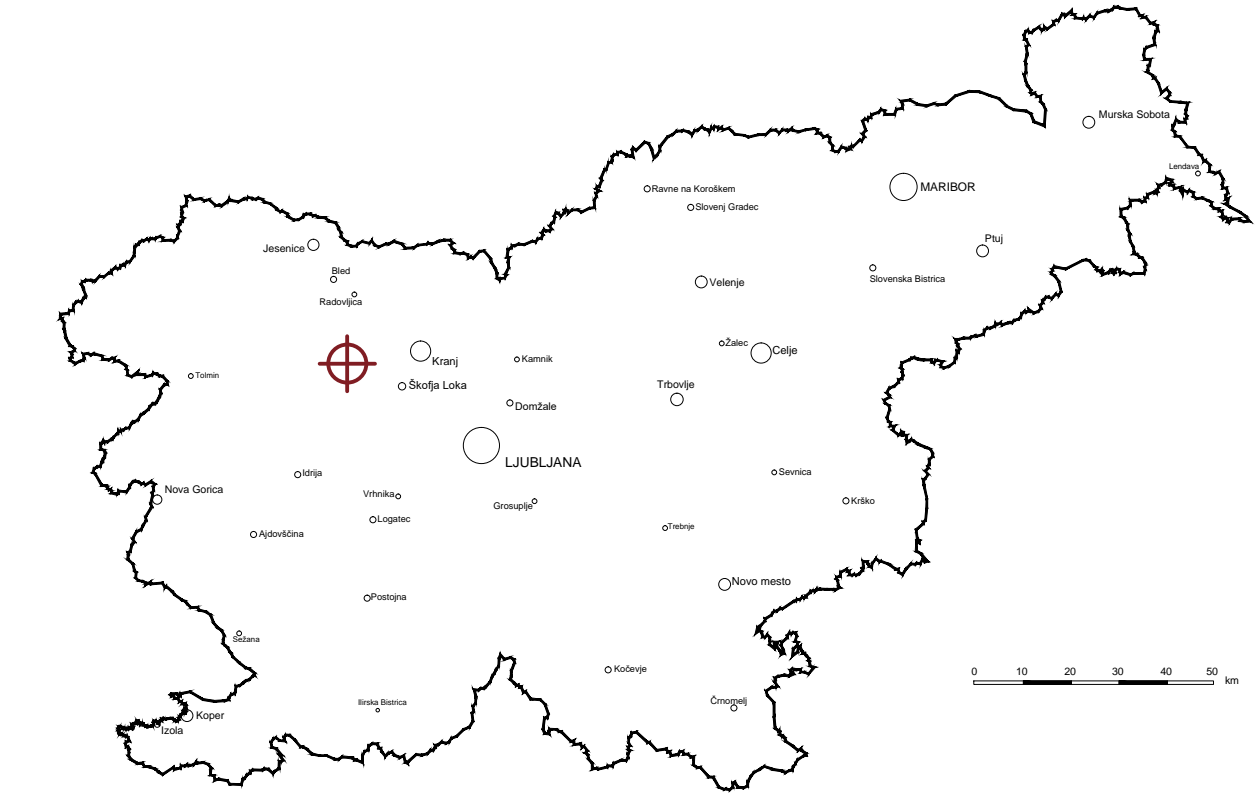 Murska Sobota
Lendava
MARIBOR
Ravne na Koroškem
Slovenj Gradec
Ptuj
Jesenice
Bled
Radovljica
Velenje
Slovenska Bistrica
Žalec
Celje
Kranj
Kamnik
Tolmin
Škofja Loka
Trbovlje
Domžale
LJUBLJANA
Idrija
Sevnica
Nova Gorica
Vrhnika
Grosuplje
Krško
Logatec
Trebnje
Ajdovščina
Novo mesto
Postojna
Sežana
Kočevje
0 10 20 30 40 50 km
Ilirska Bistrica
Črnomelj
Koper
Izola